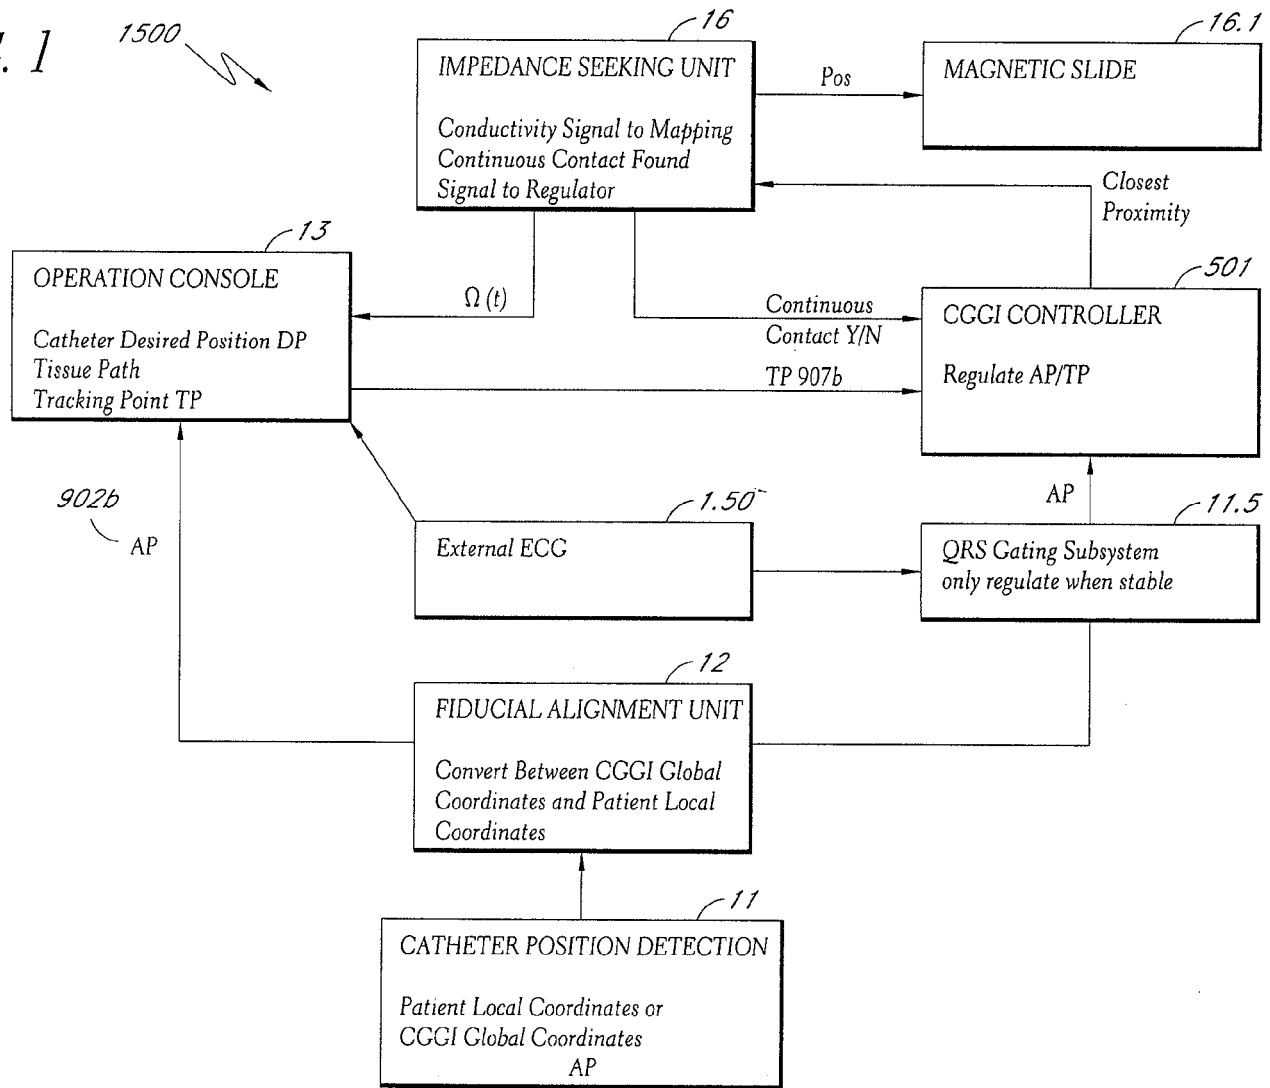 . 1
1500
16
IMPEDANCE SEEKING UNIT
Conductivity Signal to Mapping
Continuous Contact Found
Signal to Regulator
Pos
16.1
MAGNETIC SLIDE
Closest
Proximity
13
OPERATION CONSOLE
Catheter Desired Position DP
Tissue Path
Tracking Point TP
Ω (t)
Continuous
Contact Y/N
TP 907b
501
CGGI CONTROLLER
Regulate AP/TP
902b
AP
1.50
External ECG
AP
11.5
QRS Gating Subsystem
only regulate when stable
12
FIDUCIAL ALIGNMENT UNIT
Convert Between CGGI Global
Coordinates and Patient Local
Coordinates
11
CATHETER POSITION DETECTION
Patient Local Coordinates or
CGGI Global Coordinates
AP